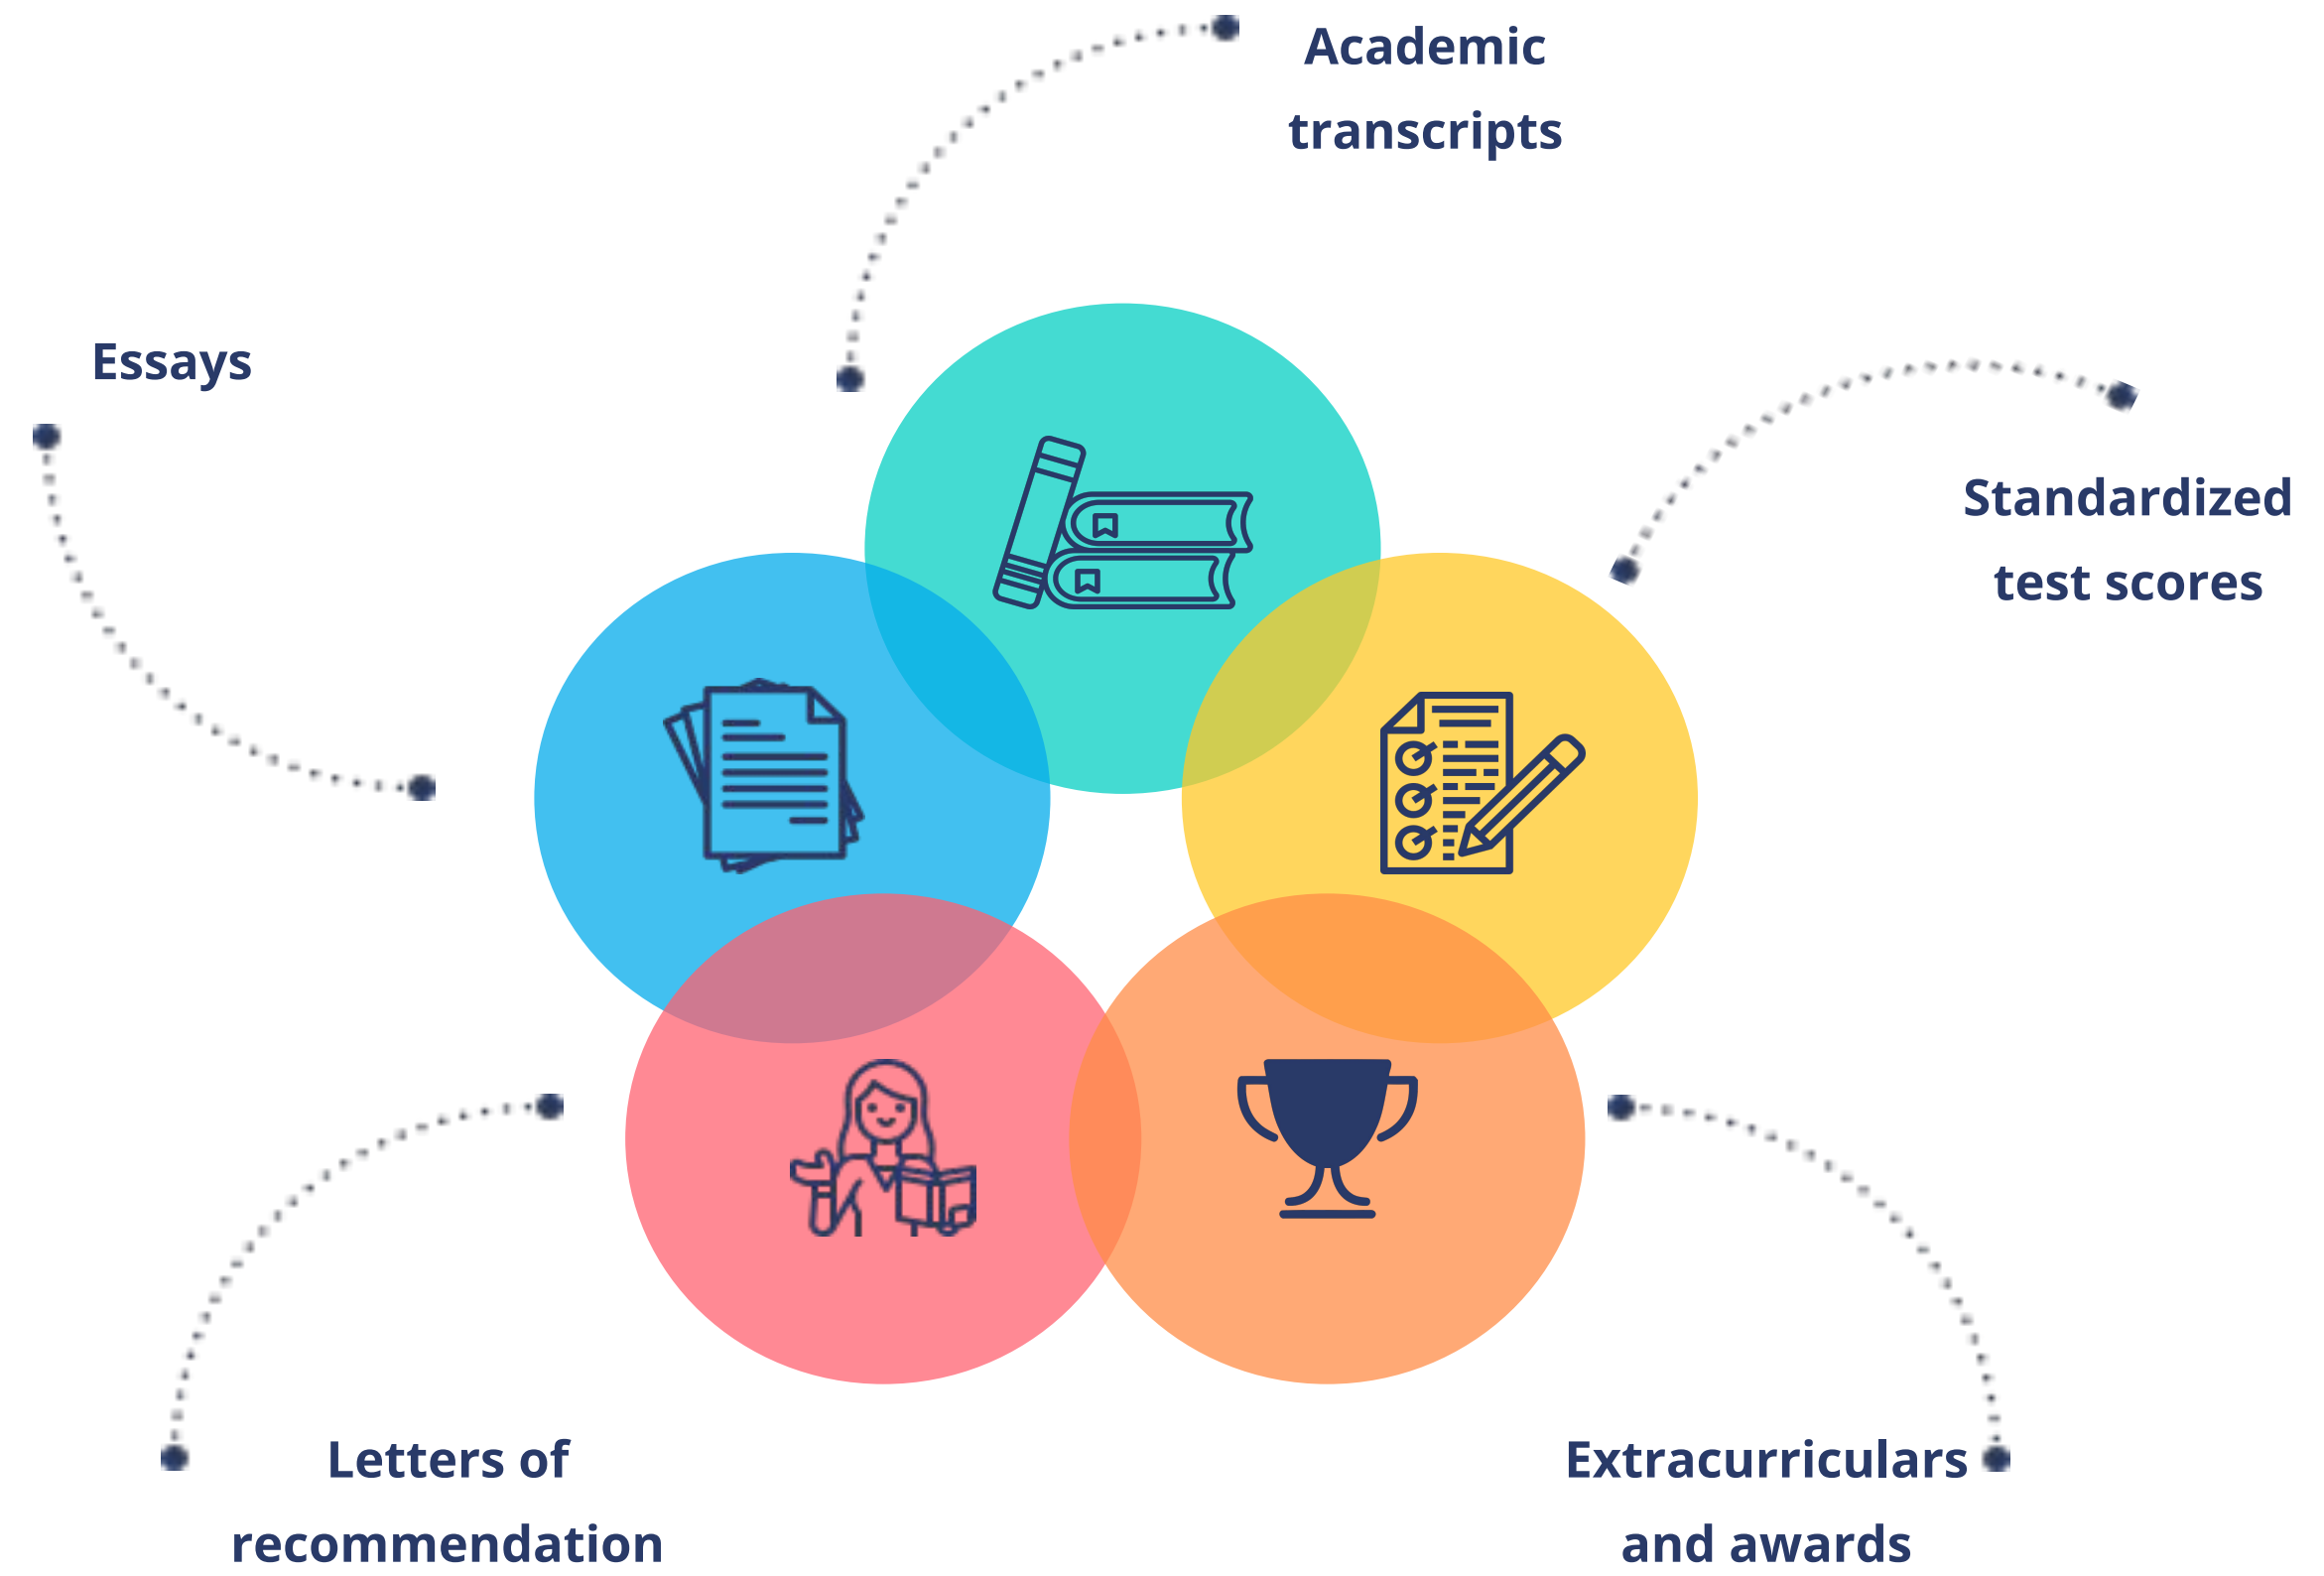 Academic
transcripts
Essays
Standardized
test scores
Letters of
recommendation
Extracurriculars
and awards